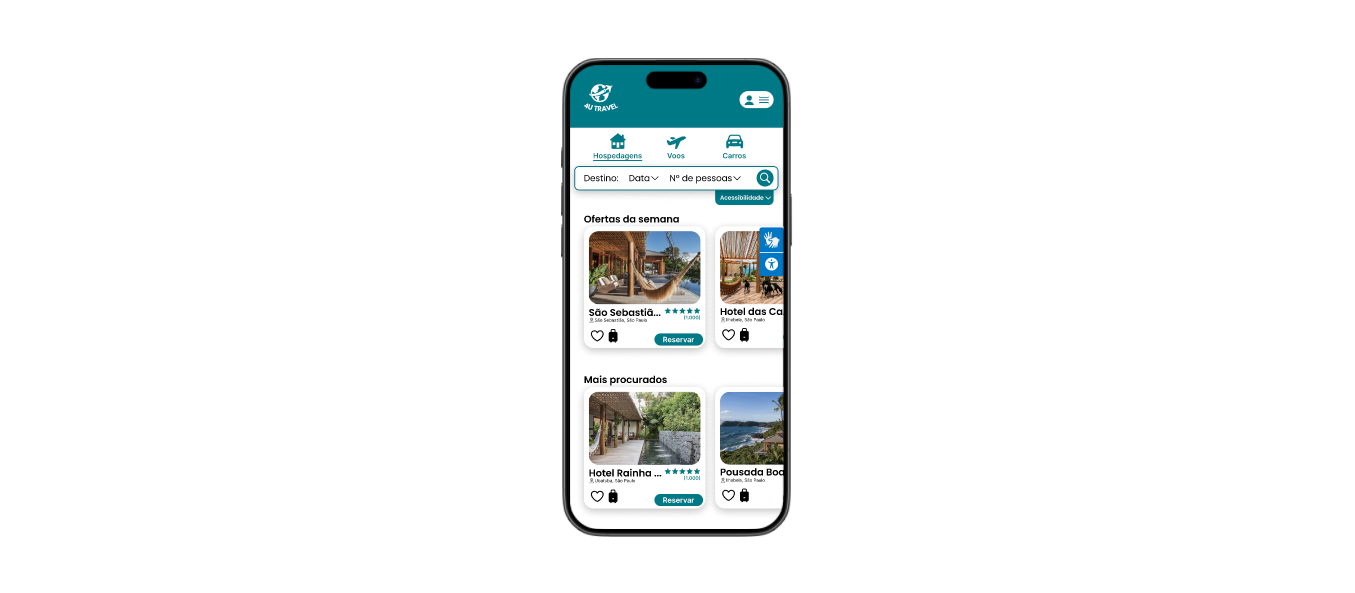 4U TRAVEL
Hospedagens Voos Carros
Destino: Data Nº de pessoas
Acessibilidade
Ofertas da semana
São Sebastiã... Hotel das Ca
São Sebastião, São Paulo (1.000) Ilhabela, São Paulo
Reservar
Mais procurados
Hotel Rainha ... Pousada Boa
Ubatuba, São Paulo (1.000) Ilhabela, São Paulo
Reservar